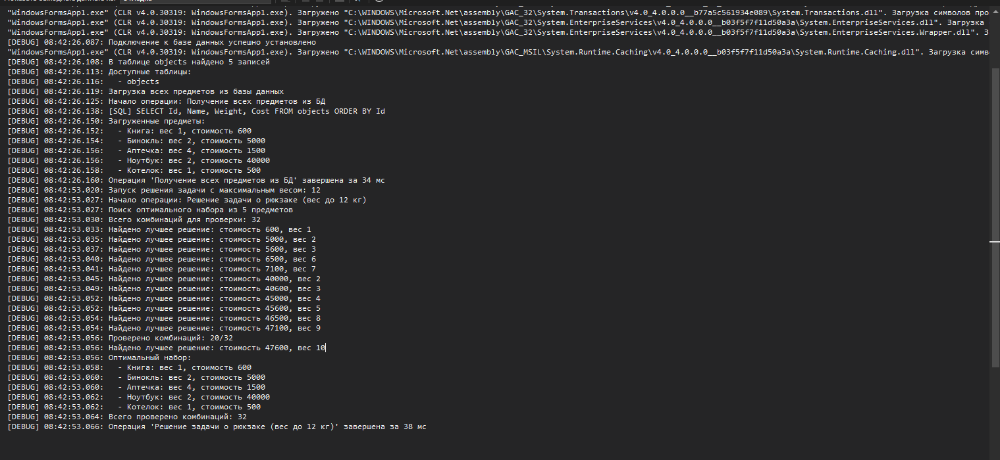 "WindowsFormsApp1.exe" (CLR v4.0.30319: WindowsFormsApp1.exe). Загружено "C:\WINDOWS\Microsoft.Net\assembly\GAC_32\System.Transactions\v4.0_4.0.0.0__b77a5c561934e089\System.Transactions.dll". Загрузка символов про
"WindowsFormsApp1.exe" (CLR v4.0.30319: WindowsFormsApp1.exe). Загружено "C:\WINDOWS\Microsoft.Net\assembly\GAC_32\System.EnterpriseServices\v4.0_4.0.0.0__b03f5f7f11d50a3a\System.EnterpriseServices.dll". Загрузка
"WindowsFormsApp1.exe" (CLR v4.0.30319: WindowsFormsApp1.exe). Загружено "C:\WINDOWS\Microsoft.Net\assembly\GAC_32\System.EnterpriseServices\v4.0_4.0.0.0__b03f5f7f11d50a3a\System.EnterpriseServices.Wrapper.dll". З
[DEBUG] 08:42:26.087: Подключение к базе данных успешно установлено
"WindowsFormsApp1.exe" (CLR v4.0.30319: WindowsFormsApp1.exe). Загружено "C:\WINDOWS\Microsoft.Net\assembly\GAC_MSIL\System.Runtime.Caching\v4.0_4.0.0.0__b03f5f7f11d50a3a\System.Runtime.Caching.dll". Загрузка симв
[DEBUG] 08:42:26.108: В таблице objects найдено 5 записей
[DEBUG] 08:42:26.113: Доступные таблицы:
[DEBUG] 08:42:26.116:   - objects
[DEBUG] 08:42:26.119: Загрузка всех предметов из базы данных
[DEBUG] 08:42:26.125: Начало операции: Получение всех предметов из БД
[DEBUG] 08:42:26.138: [SQL] SELECT Id, Name, Weight, Cost FROM objects ORDER BY Id
[DEBUG] 08:42:26.150: Загруженные предметы:
[DEBUG] 08:42:26.152:   - Книга: вес 1, стоимость 600
[DEBUG] 08:42:26.154:   - Бинокль: вес 2, стоимость 5000
[DEBUG] 08:42:26.156:   - Аптечка: вес 4, стоимость 1500
[DEBUG] 08:42:26.156:   - Ноутбук: вес 2, стоимость 40000
[DEBUG] 08:42:26.158:   - Котелок: вес 1, стоимость 500
[DEBUG] 08:42:26.160: Операция 'Получение всех предметов из БД' завершена за 34 мс
[DEBUG] 08:42:53.020: Запуск решения задачи с максимальным весом: 12
[DEBUG] 08:42:53.027: Начало операции: Решение задачи о рюкзаке (вес до 12 кг)
[DEBUG] 08:42:53.027: Поиск оптимального набора из 5 предметов
[DEBUG] 08:42:53.030: Всего комбинаций для проверки: 32
[DEBUG] 08:42:53.033: Найдено лучшее решение: стоимость 600, вес 1
[DEBUG] 08:42:53.035: Найдено лучшее решение: стоимость 5000, вес 2
[DEBUG] 08:42:53.037: Найдено лучшее решение: стоимость 5600, вес 3
[DEBUG] 08:42:53.040: Найдено лучшее решение: стоимость 6500, вес 6
[DEBUG] 08:42:53.041: Найдено лучшее решение: стоимость 7100, вес 7
[DEBUG] 08:42:53.045: Найдено лучшее решение: стоимость 40000, вес 2
[DEBUG] 08:42:53.049: Найдено лучшее решение: стоимость 40600, вес 3
[DEBUG] 08:42:53.052: Найдено лучшее решение: стоимость 45000, вес 4
[DEBUG] 08:42:53.052: Найдено лучшее решение: стоимость 45600, вес 5
[DEBUG] 08:42:53.054: Найдено лучшее решение: стоимость 46500, вес 8
[DEBUG] 08:42:53.054: Найдено лучшее решение: стоимость 47100, вес 9
[DEBUG] 08:42:53.056: Проверено комбинаций: 20/32
[DEBUG] 08:42:53.056: Найдено лучшее решение: стоимость 47600, вес 10
[DEBUG] 08:42:53.056: Оптимальный набор:
[DEBUG] 08:42:53.058:   - Книга: вес 1, стоимость 600
[DEBUG] 08:42:53.060:   - Бинокль: вес 2, стоимость 5000
[DEBUG] 08:42:53.060:   - Аптечка: вес 4, стоимость 1500
[DEBUG] 08:42:53.062:   - Ноутбук: вес 2, стоимость 40000
[DEBUG] 08:42:53.062:   - Котелок: вес 1, стоимость 500
[DEBUG] 08:42:53.064: Всего проверено комбинаций: 32
[DEBUG] 08:42:53.066: Операция 'Решение задачи о рюкзаке (вес до 12 кг)' завершена за 38 мс